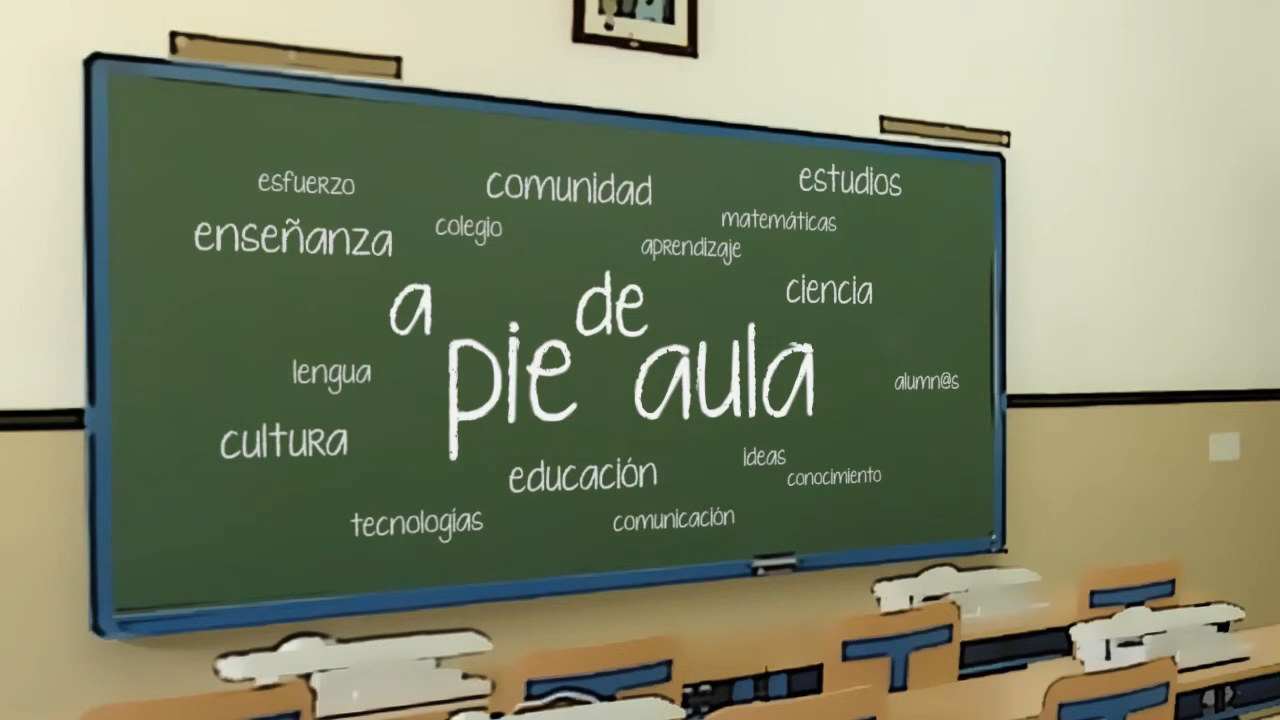 esfuerzo
comunidad
estudios
enseñanza
colegio
matemáticas
aprendizaje
ciencia
a pie de aula
lengua
alumn@s
cultura
educación
ideas
conocimiento
tecnologías
comunicación